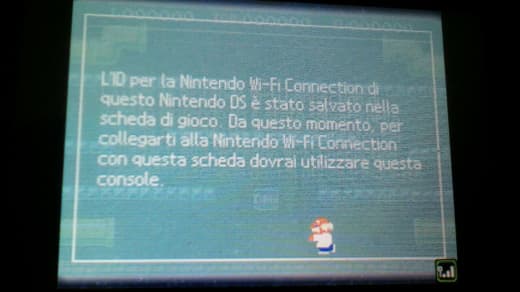 L'ID per la Nintendo Wi-Fi Connection di
questo Nintendo DS è stato salvato nella
scheda di gioco. Da questo momento, per
collegarti alla Nintendo Wi-Fi Connection
con questa scheda dovrai utilizzare questa
console.